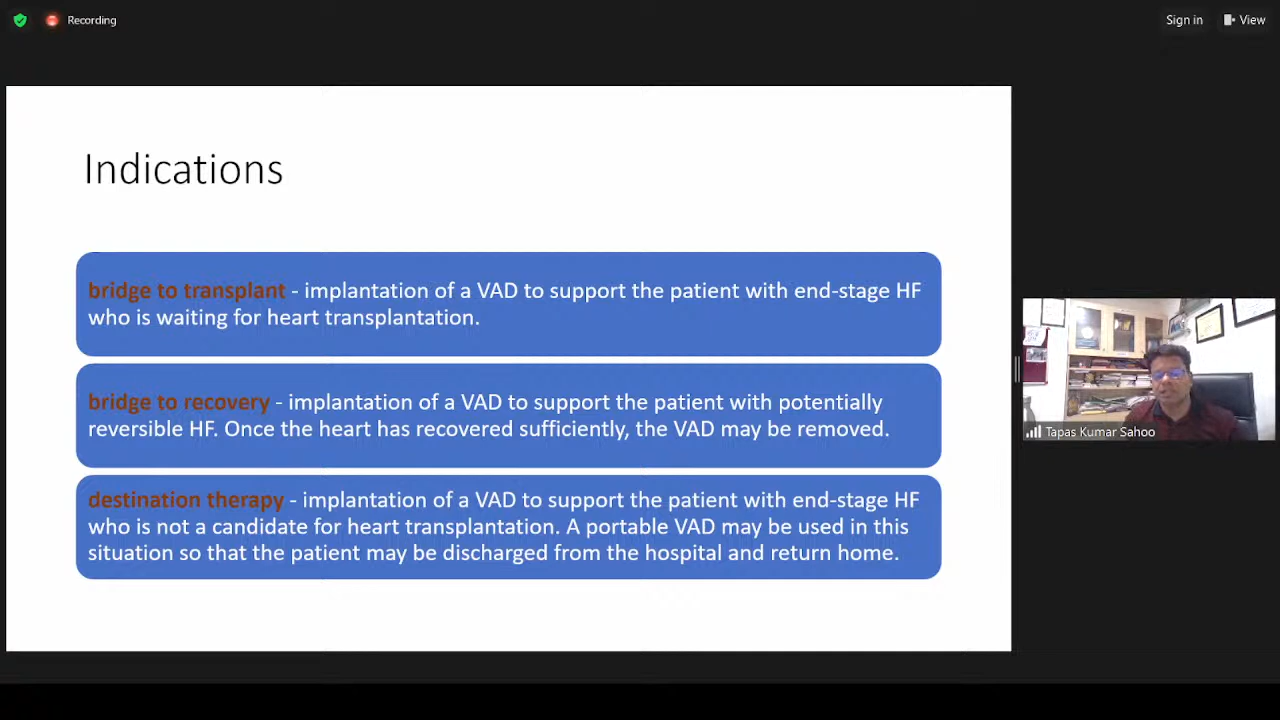 Recording
Sign in
View
Indications
bridge to transplant - implantation of a VAD to support the patient with end-stage HF
who is waiting for heart transplantation.
bridge to recovery - implantation of a VAD to support the patient with potentially
reversible HF. Once the heart has recovered sufficiently, the VAD may be removed.
destination therapy - implantation of a VAD to support the patient with end-stage HF
who is not a candidate for heart transplantation. A portable VAD may be used in this
situation so that the patient may be discharged from the hospital and return home.
Tapas Kumar Sahoo